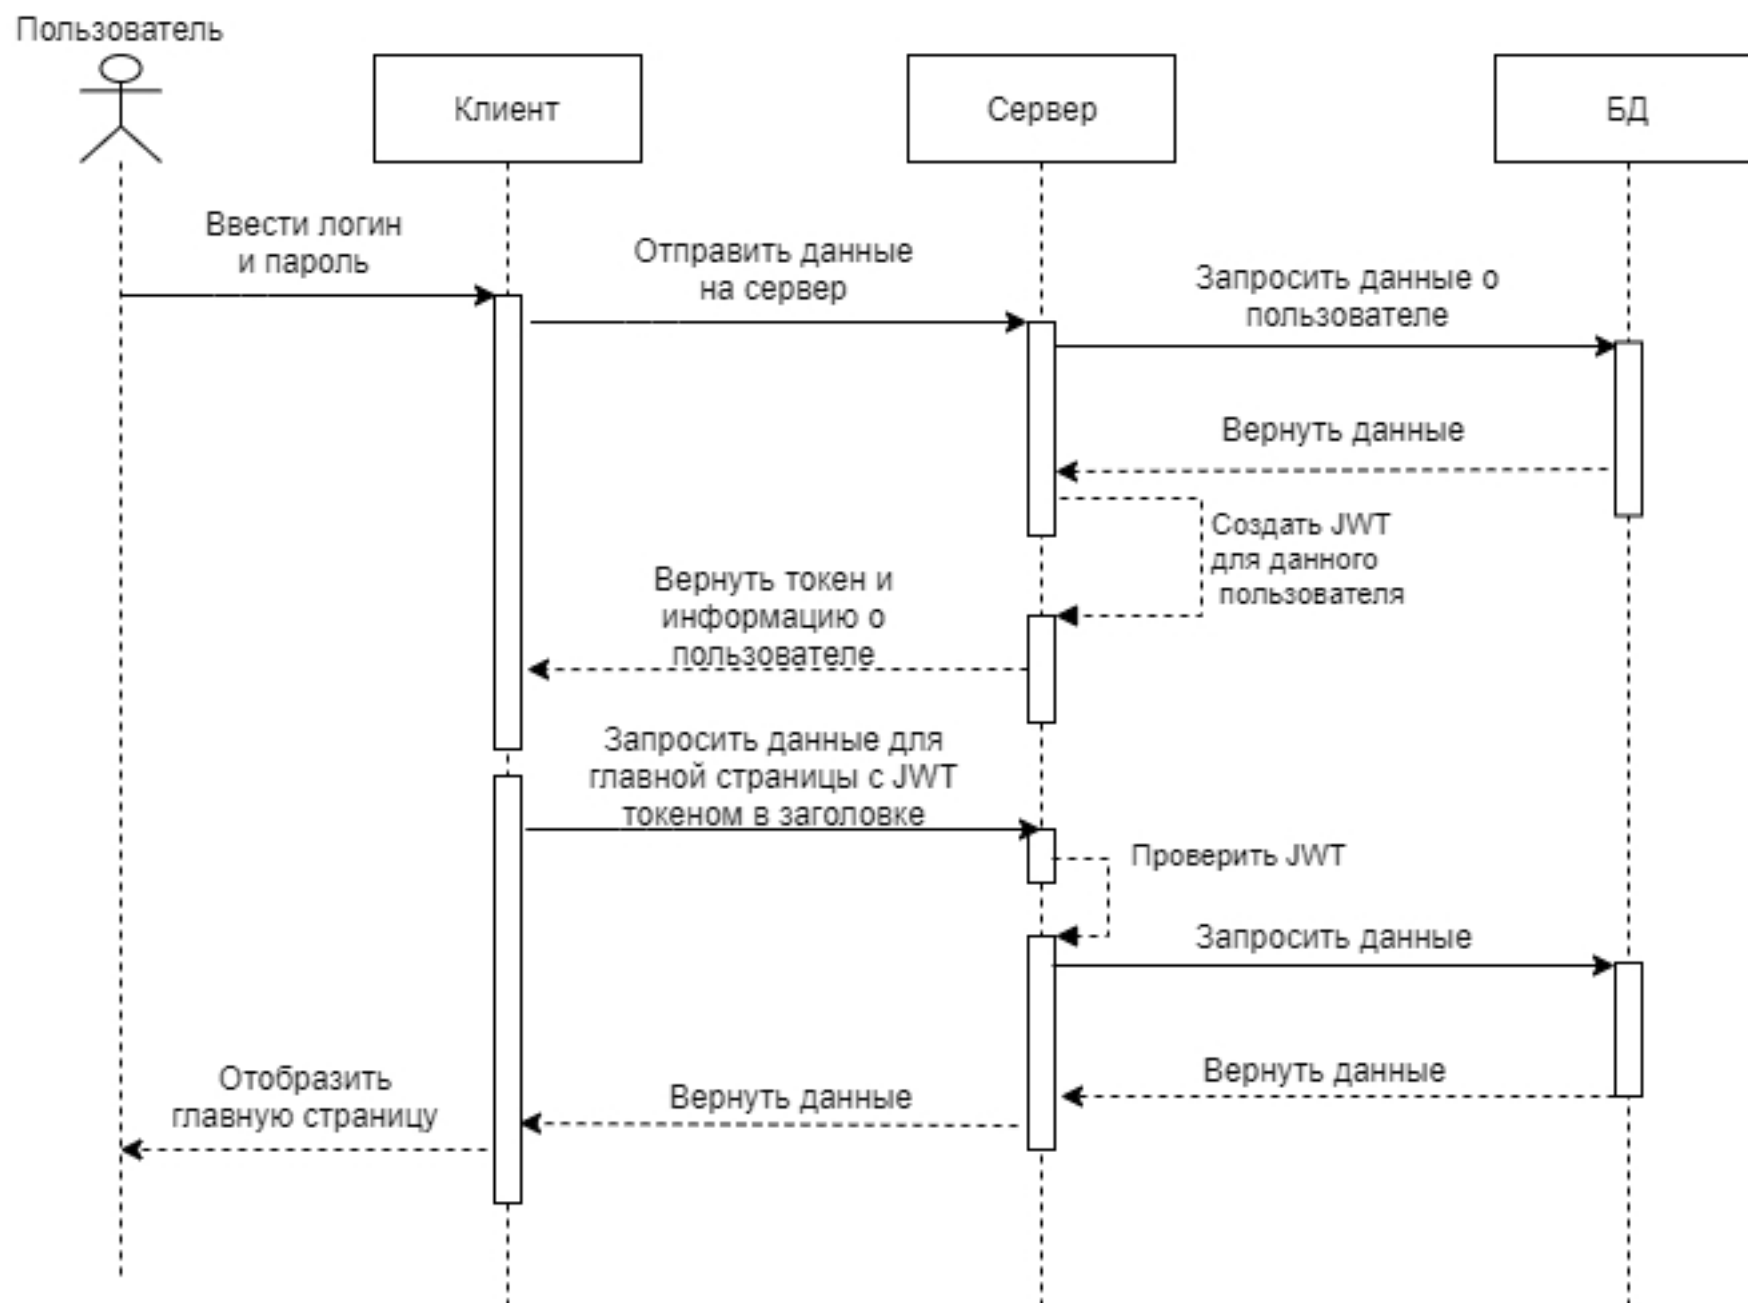 Пользователь
Клиент
Сервер
БД
Ввести логин
и пароль
Отправить данные
на сервер
Запросить данные о
пользователе
Вернуть данные
Создать JWT
для данного
пользователя
Вернуть токен и
информацию о
пользователе
Запросить данные для
главной страницы с JWT
токеном в заголовке
Проверить JWT
Запросить данные
Вернуть данные
Вернуть данные
Отобразить
главную страницу